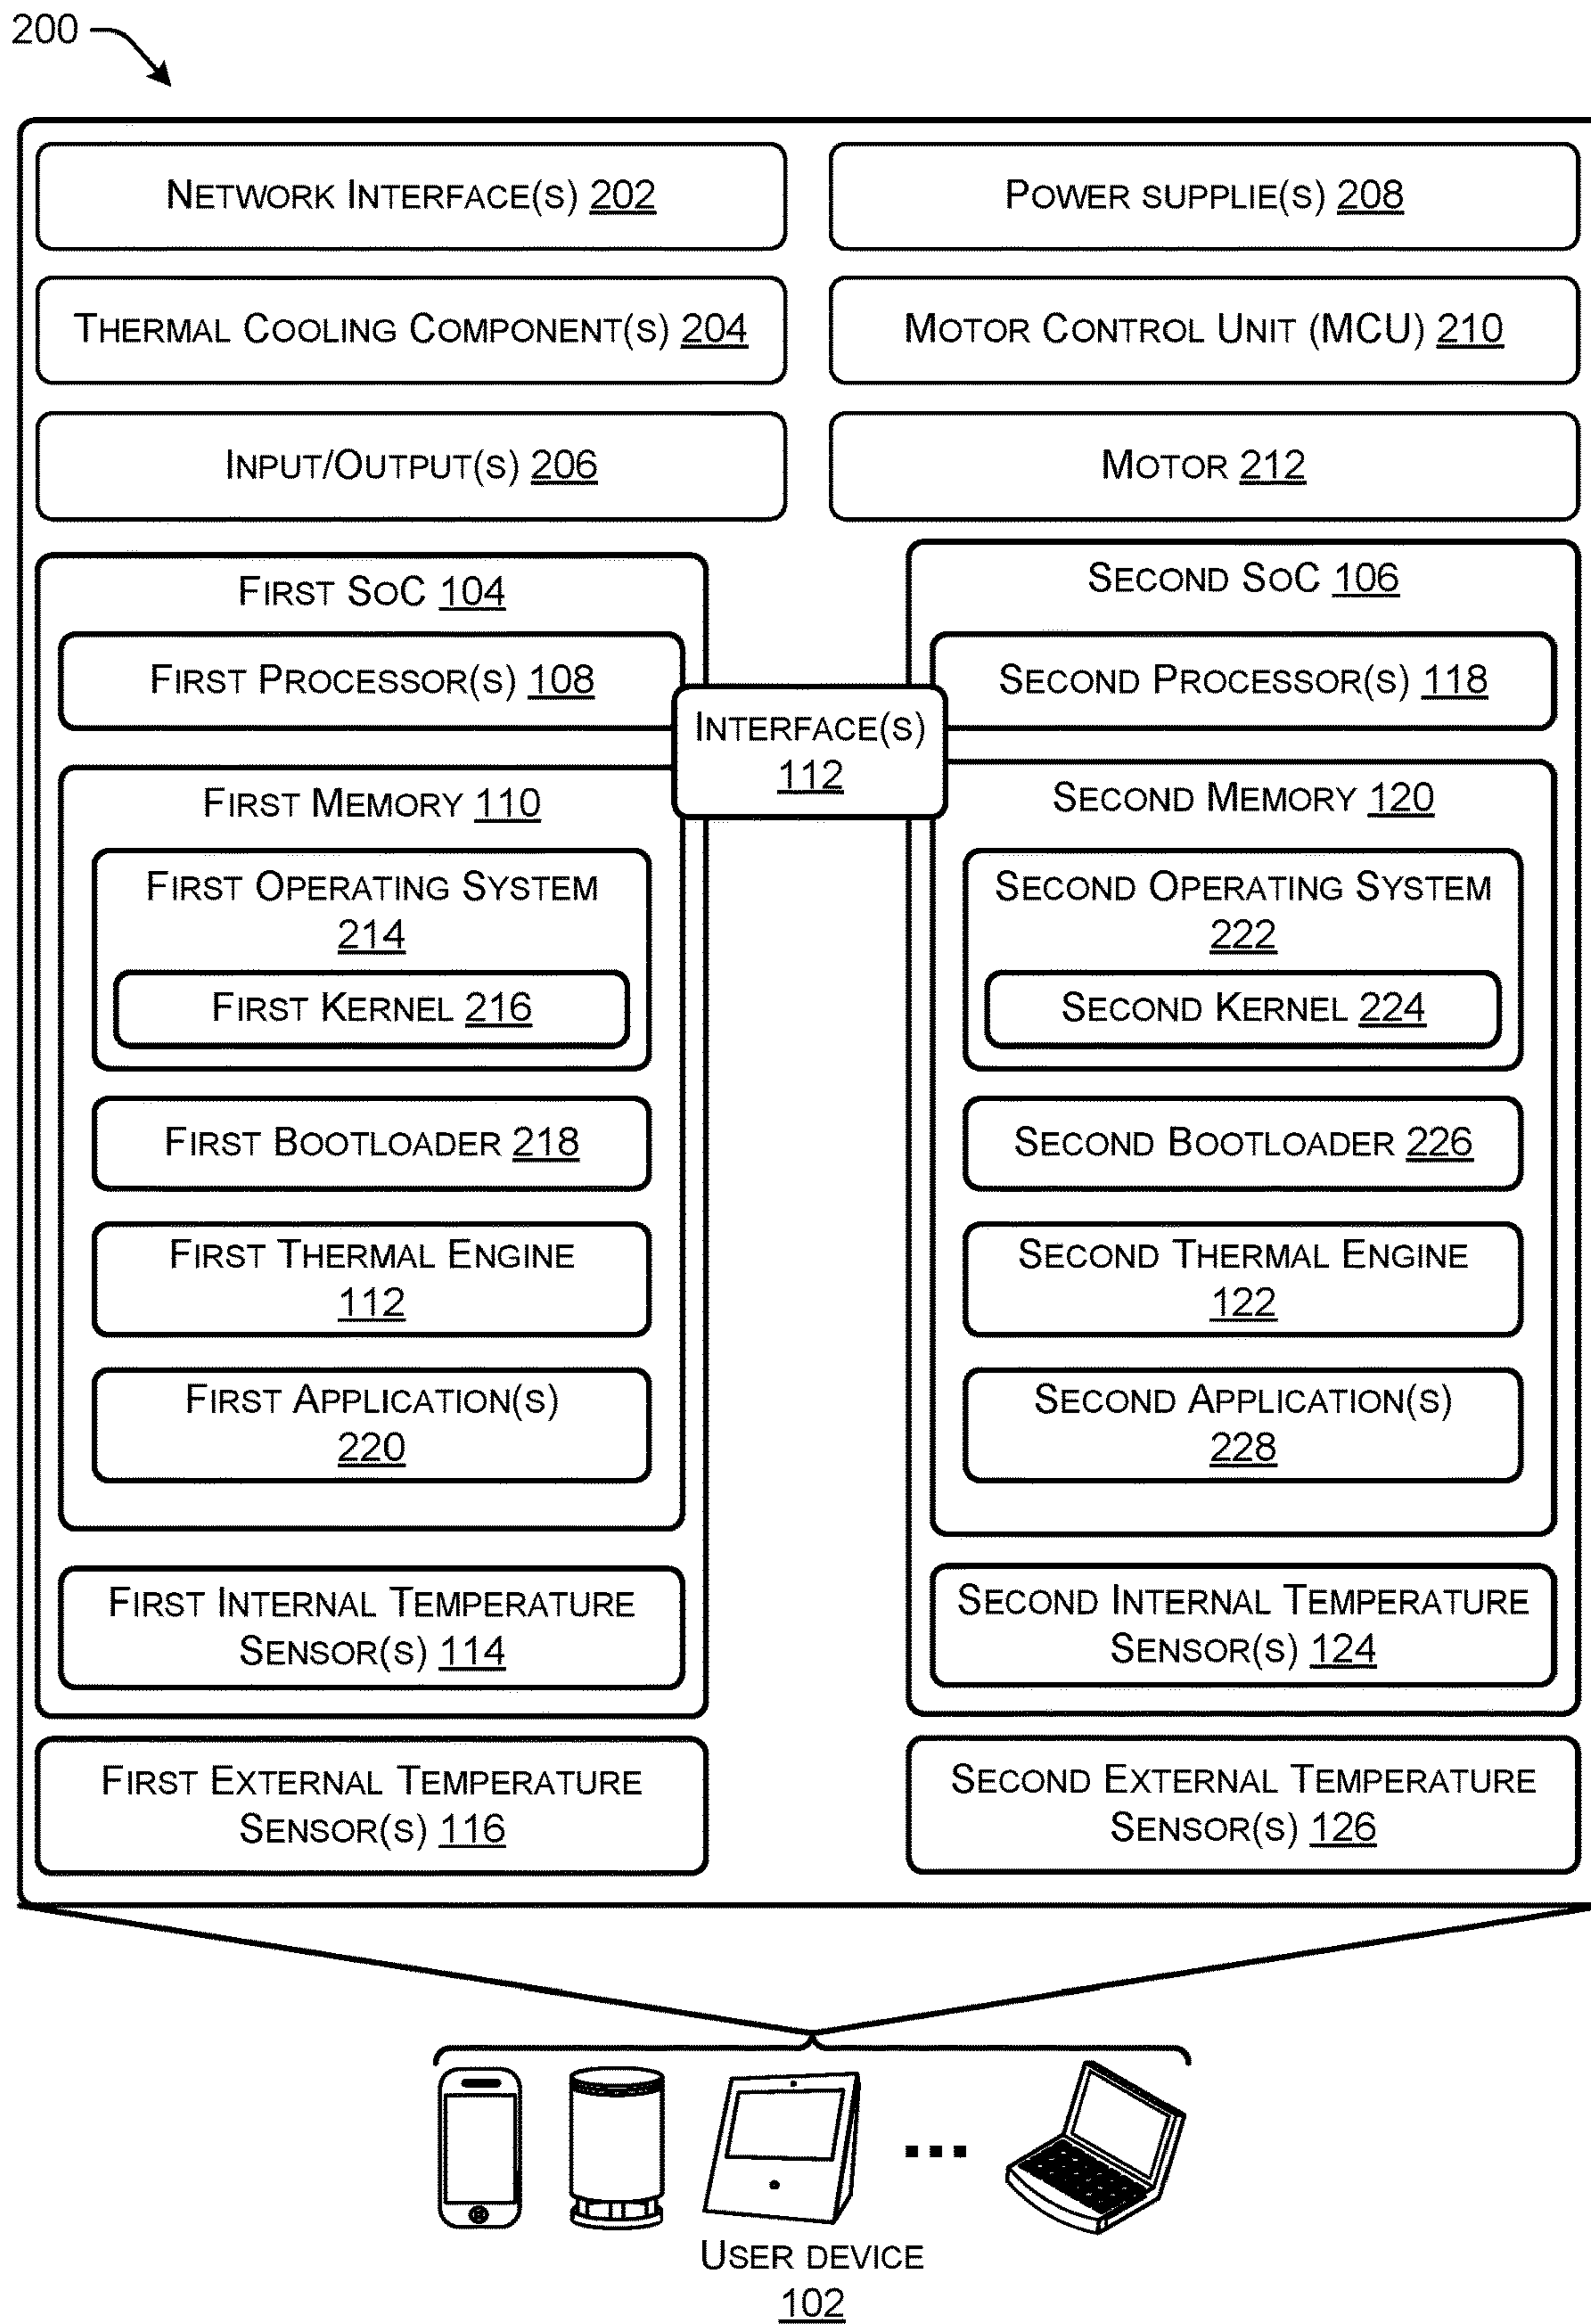 200
Network Interface(s) 202
Power supplie(s) 208
Thermal Cooling Component(s) 204
Motor Control Unit (MCU) 210
Input/Output(s) 206
Motor 212
First SoC 104
First Processor(s) 108
Interface(s)
112
First Memory 110
First Operating System
214
First Kernel 216
First Bootloader 218
First Thermal Engine
112
First Application(s)
220
First Internal Temperature
Sensor(s) 114
First External Temperature
Sensor(s) 116
Second SoC 106
Second Processor(s) 118
Second Memory 120
Second Operating System
222
Second Kernel 224
Second Bootloader 226
Second Thermal Engine
122
Second Application(s)
228
Second Internal Temperature
Sensor(s) 124
Second External Temperature
Sensor(s) 126
User device
102